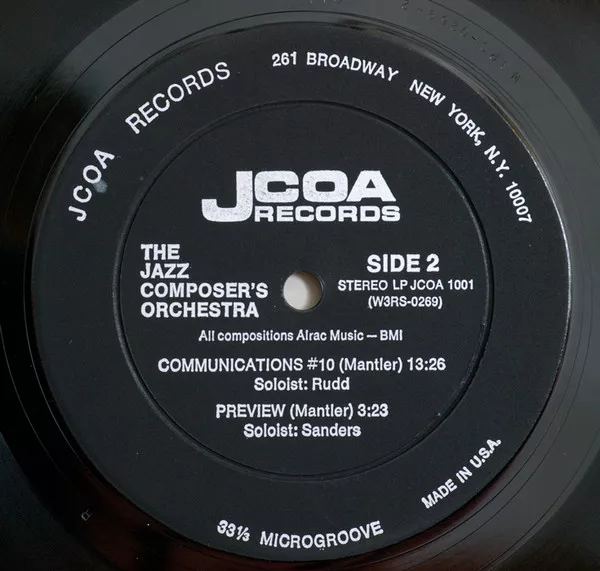 JCOA RECORDS
261 BROADWAY NEW YORK, N.Y. 10007
JCOA
RECORDS
THE
JAZZ
COMPOSER'S
ORCHESTRA
SIDE 2
STEREO LP JCOA 1001
(W3RS-0269)
All compositions Alrac Music — BMI
COMMUNICATIONS #10 (Mantler) 13:26
Soloist: Rudd
PREVIEW (Mantler) 3:23
Soloist: Sanders
MADE IN U.S.A.
33⅓ MICROGROOVE